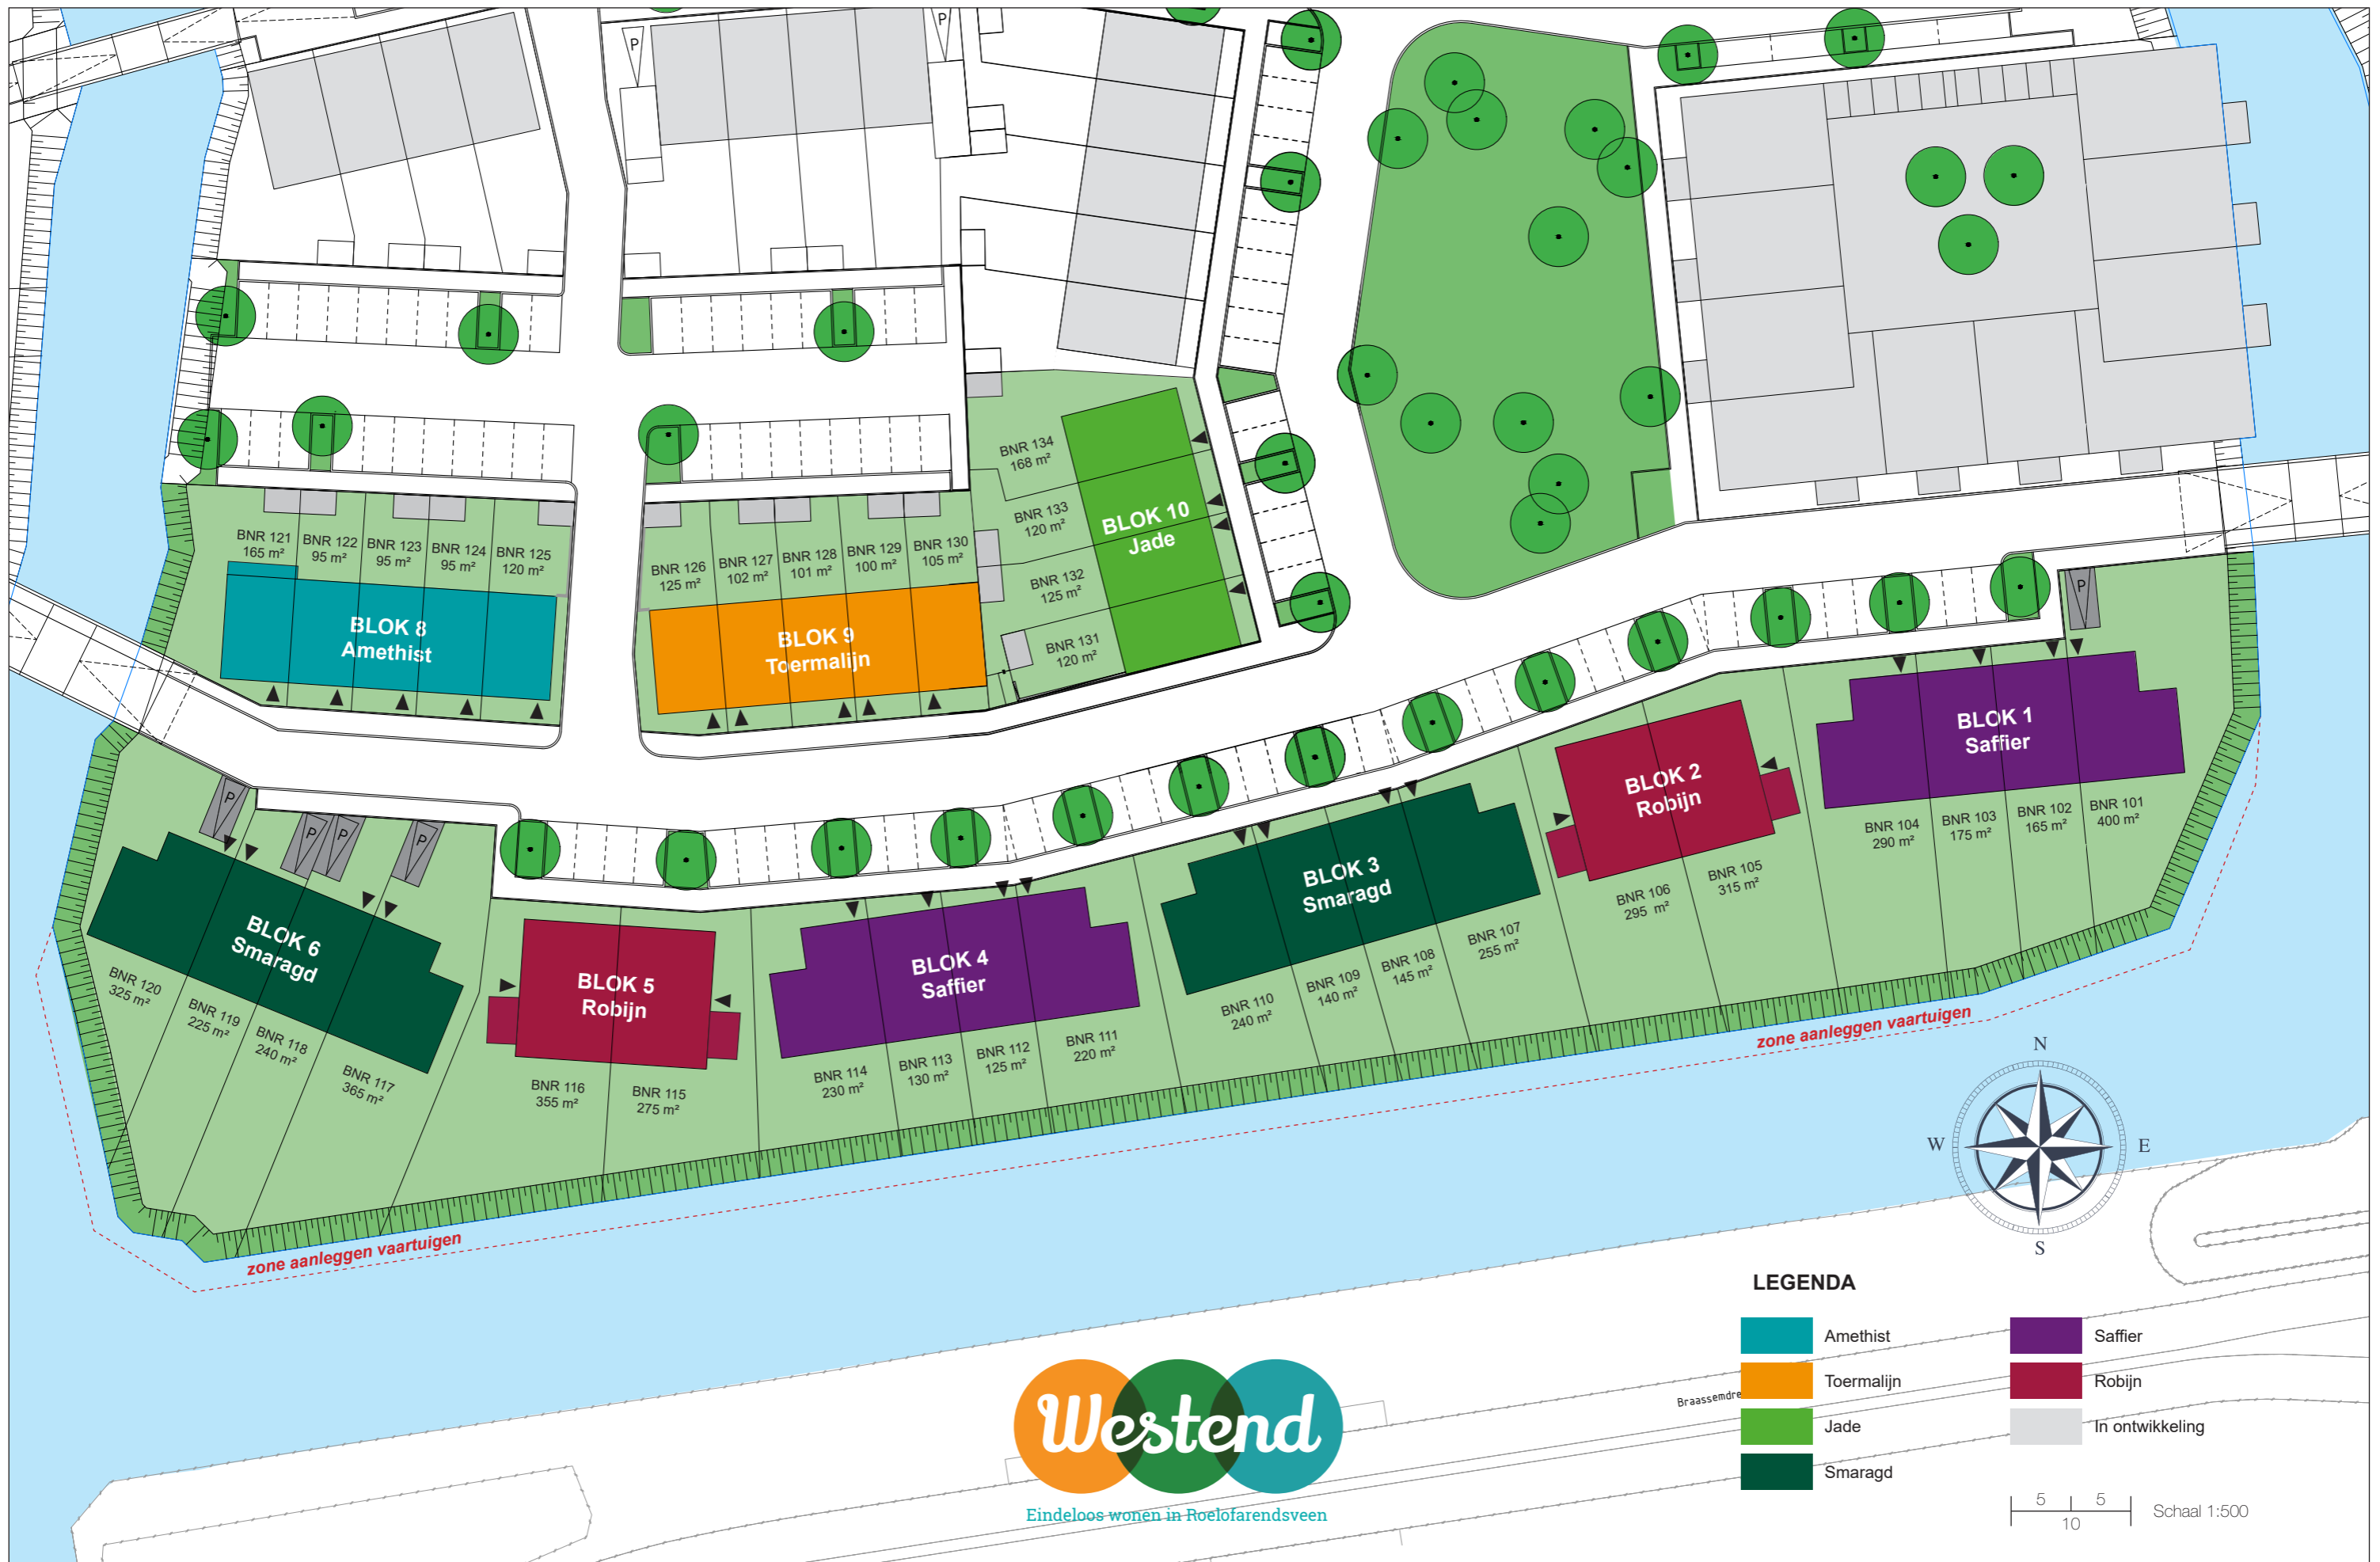 P
P
BNR 134
168 m²
BNR 133
120 m²
BLOK 10
Jade
BNR 132
125 m²
BNR 131
120 m²
BNR 121
165 m²
BNR 122
95 m²
BNR 123
95 m²
BNR 124
95 m²
BNR 125
120 m²
BLOK 8
Amethist
BNR 126
125 m²
BNR 127
102 m²
BNR 128
101 m²
BNR 129
100 m²
BNR 130
105 m²
BLOK 9
Toermalijn
P
BLOK 1
Saffier
BNR 104
290 m²
BNR 103
175 m²
BNR 102
165 m²
BNR 101
400 m²
BLOK 2
Robijn
BNR 106
295 m²
BNR 105
315 m²
BLOK 3
Smaragd
BNR 110
240 m²
BNR 109
140 m²
BNR 108
145 m²
BNR 107
255 m²
P
P
P
P
BLOK 6
Smaragd
BNR 120
325 m²
BNR 119
225 m²
BNR 118
240 m²
BNR 117
365 m²
BLOK 5
Robijn
BNR 116
355 m²
BNR 115
275 m²
BLOK 4
Saffier
BNR 114
230 m²
BNR 113
130 m²
BNR 112
125 m²
BNR 111
220 m²
zone aanleggen vaartuigen
zone aanleggen vaartuigen
N
W
E
S
LEGENDA
Amethist
Toermalijn
Jade
Smaragd
Saffier
Robijn
In ontwikkeling
Braassemdre
5 5
10
Schaal 1:500
Westend
Eindeloos wonen in Roelofarendsveen